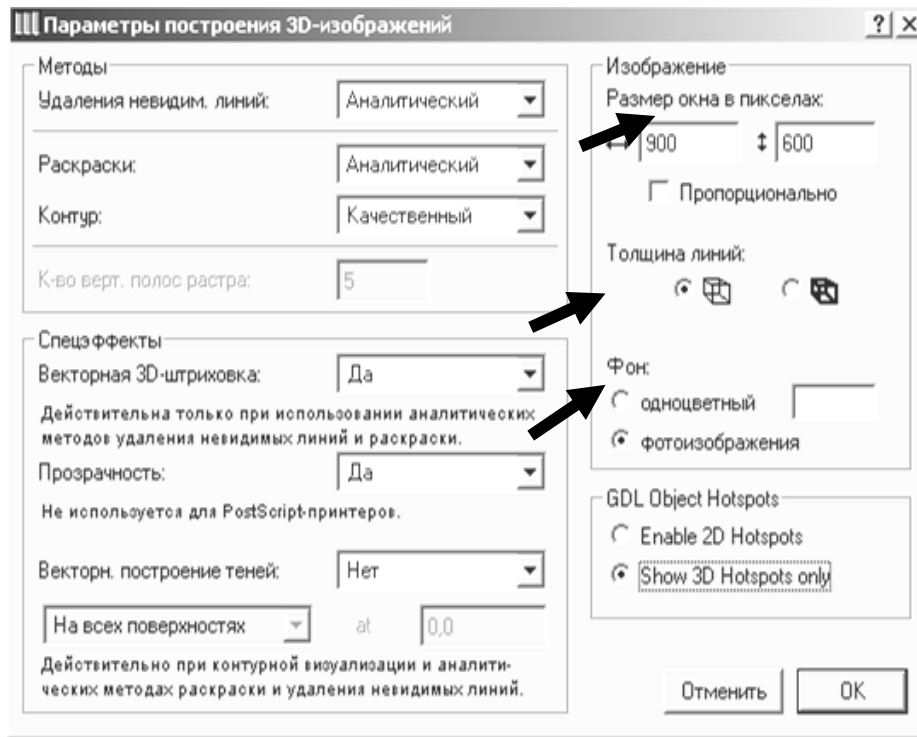 Параметры построения 3D-изображений
Методы
Удаления невидим. линий: Аналитический
Раскраски: Аналитический
Контур: Качественный
К-во верт. полос растра: 5
Спецэффекты
Векторная 3D-штриховка: Да
Действительна только при использовании аналитических
методов удаления невидимых линий и раскраски.
Прозрачность: Да
Не используется для PostScript-принтеров.
Векторн. построение теней: Нет
На всех поверхностях at 0,0
Действительно при контурной визуализации и аналити-
ческих методах раскраски и удаления невидимых линий.
Изображение
Размер окна в пикселах:
900 600
Пропорционально
Толщина линий:
Фон:
одноцветный
фотоизображения
GDL Object Hotspots
Enable 2D Hotspots
Show 3D Hotspots only
Отменить OK